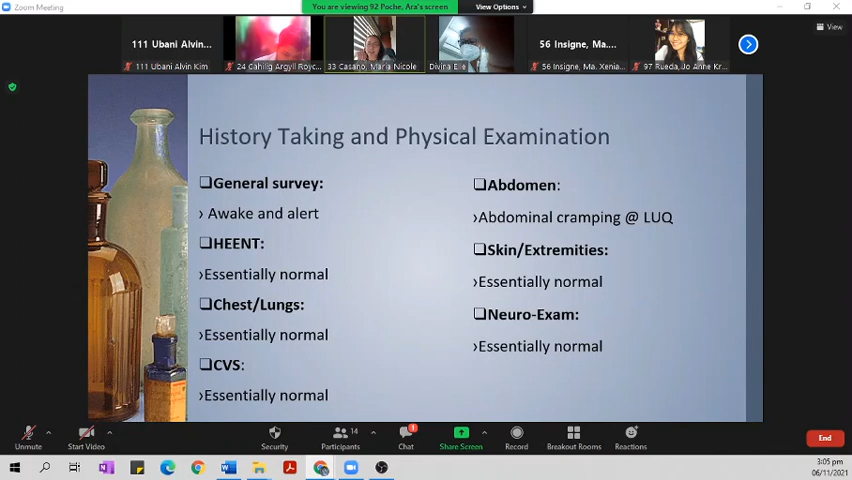 Zoom Meeting
You are viewing 92 Poche, Ara's screen
View Options
View
111 Ubani Alvin...
56 Insigne, Ma....
111 Ubani Alvin Kim
24 Cahilig Argyll Royc...
33 Casano, Maria Nicole
Divina Elle
56 Insigne, Ma. Xenia...
97 Rueda, Jo Anne Kr...
History Taking and Physical Examination
❑General survey:
› Awake and alert
❑HEENT:
›Essentially normal
❑Chest/Lungs:
›Essentially normal
❑CVS:
›Essentially normal
❑Abdomen:
›Abdominal cramping @ LUQ
❑Skin/Extremities:
›Essentially normal
❑Neuro-Exam:
›Essentially normal
Unmute
Start Video
Security
Participants
14
Chat
1
Share Screen
Record
Breakout Rooms
Reactions
End
3:05 pm
06/11/2021